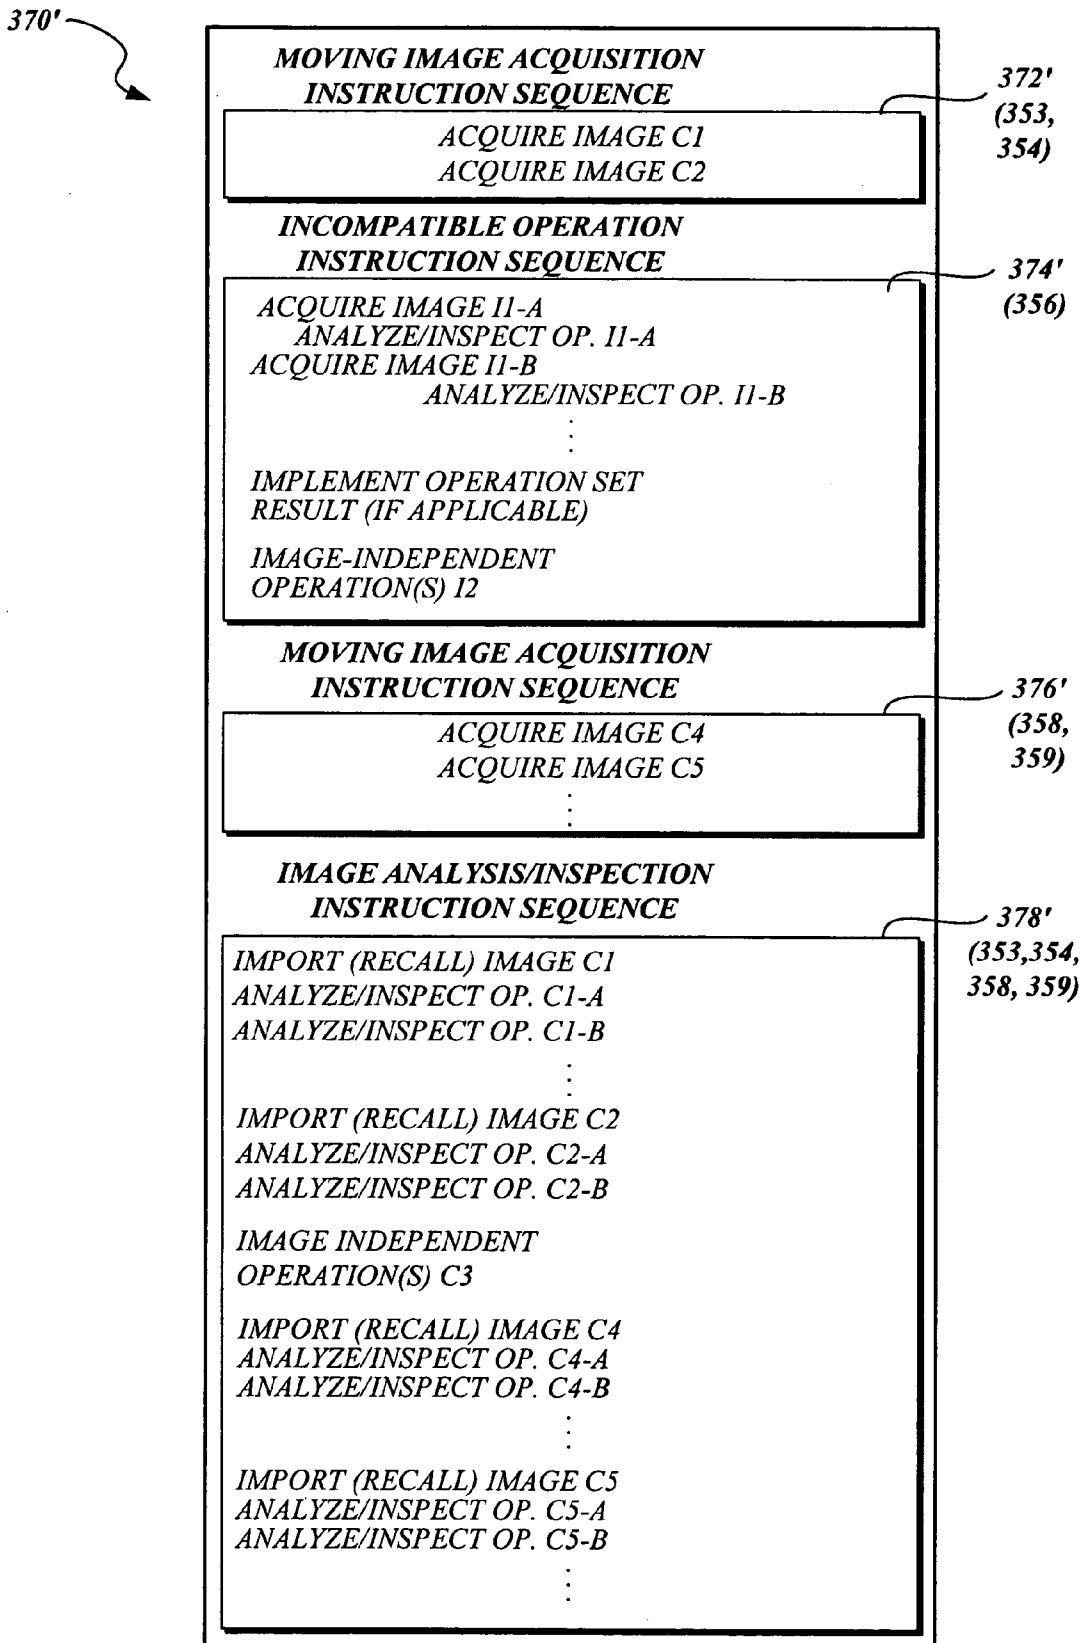 370'
MOVING IMAGE ACQUISITION
INSTRUCTION SEQUENCE
372'
(353,
354)
ACQUIRE IMAGE C1
ACQUIRE IMAGE C2
INCOMPATIBLE OPERATION
INSTRUCTION SEQUENCE
374'
(356)
ACQUIRE IMAGE I1-A
ANALYZE/INSPECT OP. I1-A
ACQUIRE IMAGE I1-B
ANALYZE/INSPECT OP. I1-B
IMPLEMENT OPERATION SET
RESULT (IF APPLICABLE)
IMAGE-INDEPENDENT
OPERATION(S) I2
MOVING IMAGE ACQUISITION
INSTRUCTION SEQUENCE
376'
(358,
359)
ACQUIRE IMAGE C4
ACQUIRE IMAGE C5
IMAGE ANALYSIS/INSPECTION
INSTRUCTION SEQUENCE
378'
(353,354,
358, 359)
IMPORT (RECALL) IMAGE C1
ANALYZE/INSPECT OP. C1-A
ANALYZE/INSPECT OP. C1-B
IMPORT (RECALL) IMAGE C2
ANALYZE/INSPECT OP. C2-A
ANALYZE/INSPECT OP. C2-B
IMAGE INDEPENDENT
OPERATION(S) C3
IMPORT (RECALL) IMAGE C4
ANALYZE/INSPECT OP. C4-A
ANALYZE/INSPECT OP. C4-B
IMPORT (RECALL) IMAGE C5
ANALYZE/INSPECT OP. C5-A
ANALYZE/INSPECT OP. C5-B